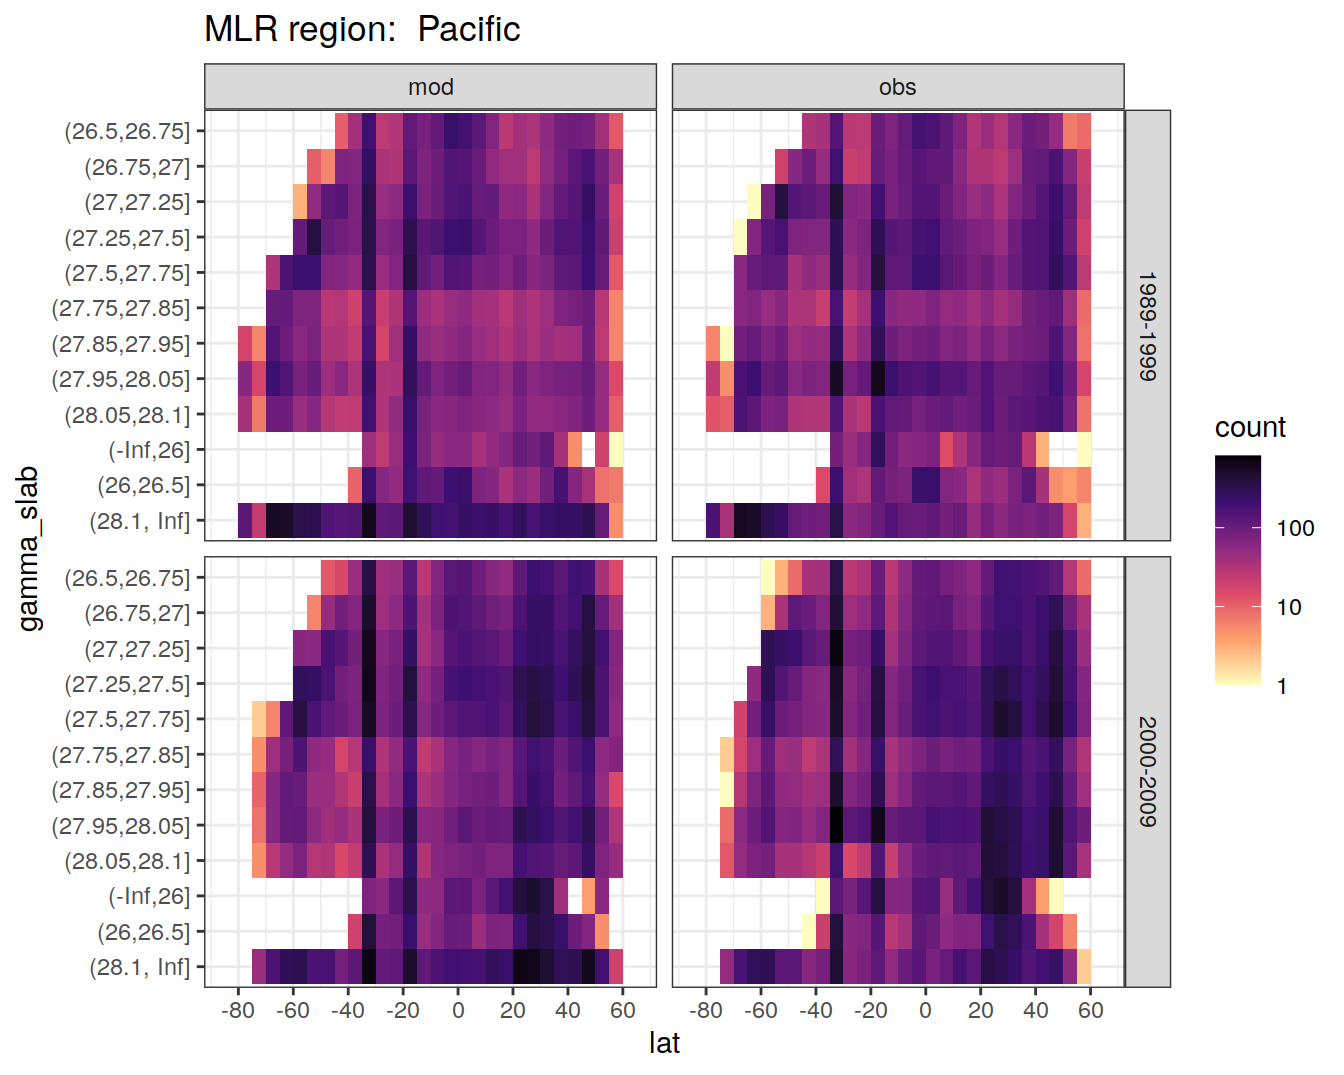 MLR region:  Pacific
mod
obs
gamma_slab
(26.5,26.75]
(26.75,27]
(27,27.25]
(27.25,27.5]
(27.5,27.75]
(27.75,27.85]
(27.85,27.95]
(27.95,28.05]
(28.05,28.1]
(-Inf,26]
(26,26.5]
(28.1, Inf]
1989-1999
(26.5,26.75]
(26.75,27]
(27,27.25]
(27.25,27.5]
(27.5,27.75]
(27.75,27.85]
(27.85,27.95]
(27.95,28.05]
(28.05,28.1]
(-Inf,26]
(26,26.5]
(28.1, Inf]
2000-2009
-80 -60 -40 -20 0 20 40 60
-80 -60 -40 -20 0 20 40 60
lat
count
100
10
1